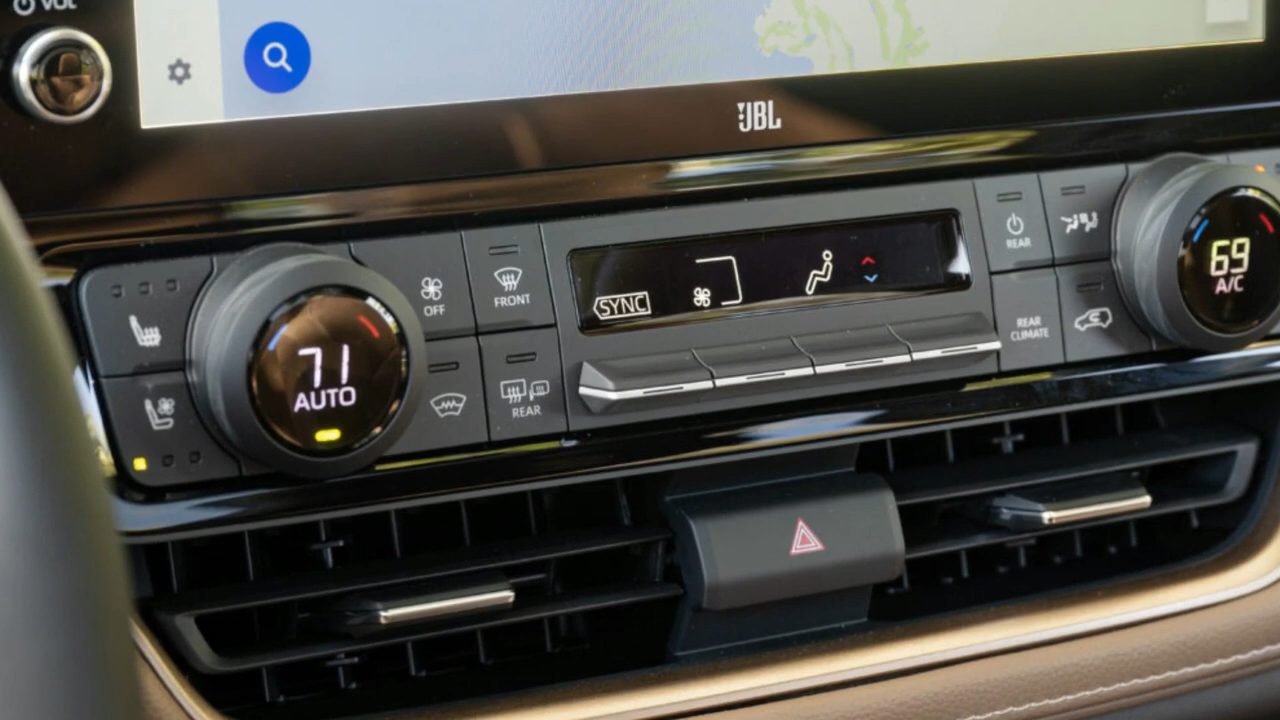 VOL
JBL
71
AUTO
OFF
FRONT
REAR
SYNC
REAR
REAR
CLIMATE
69
A/C